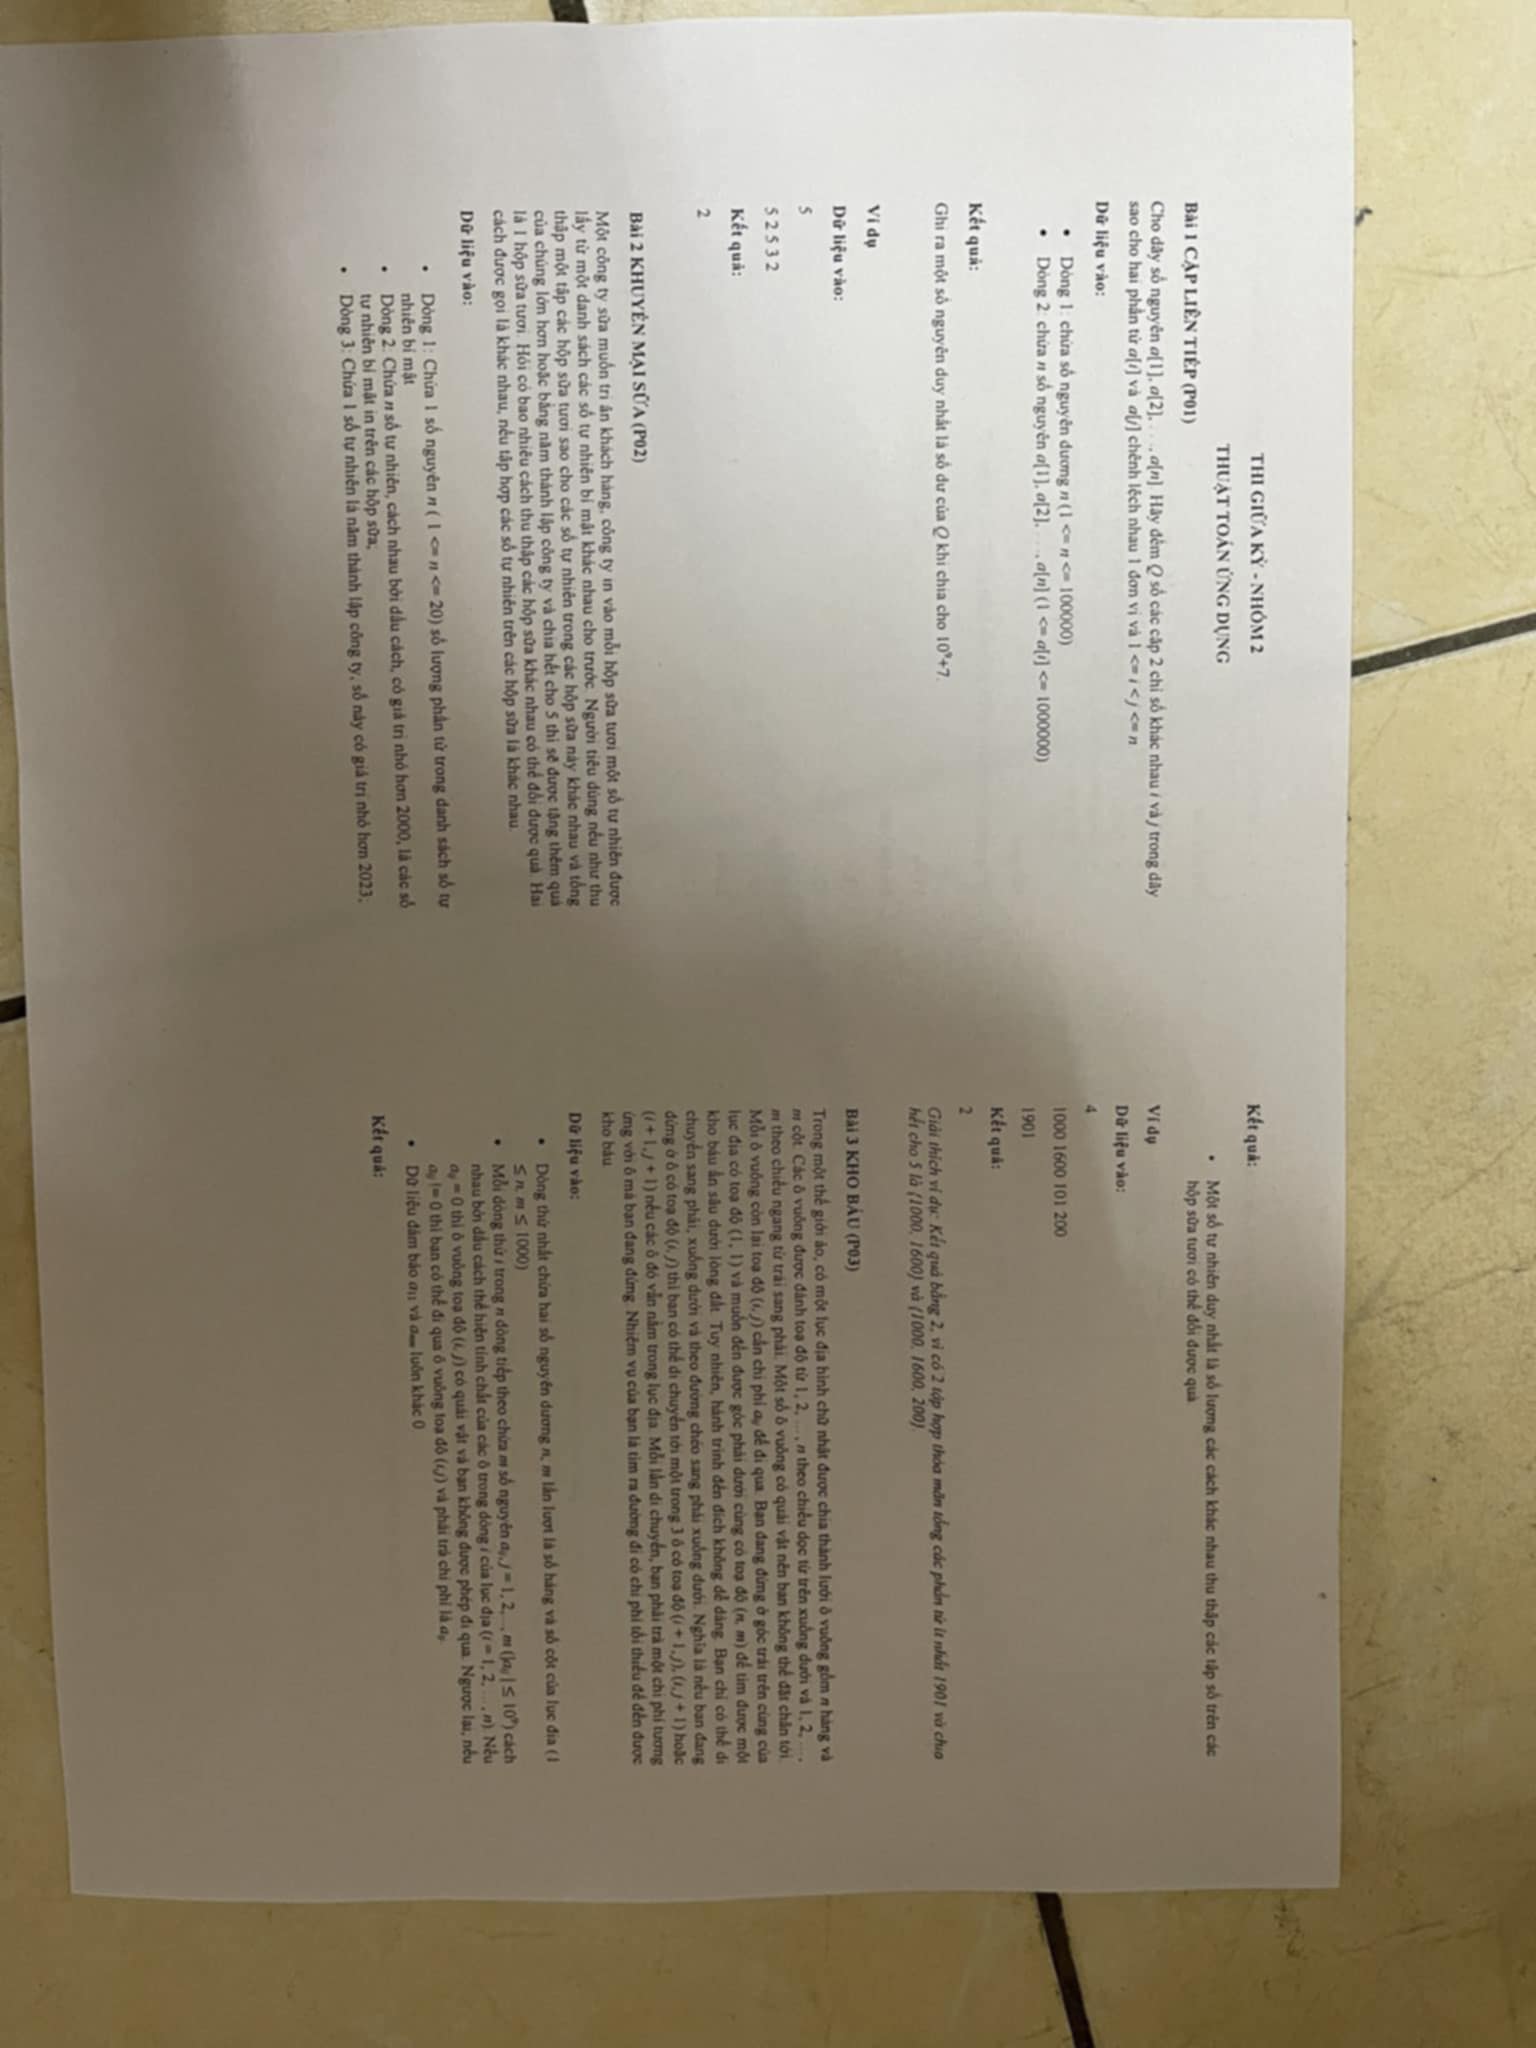 THI GIỮA KỲ - NHÓM 2
THUẬT TOÁN ỨNG DỤNG
Bài 1 CẶP LIÊN TIẾP (P01)
Cho dãy số nguyên a[1], a[2], . . ., a[n]. Hãy đếm Q số các cặp 2 chỉ số khác nhau i và j trong dãy
sao cho hai phần tử a[i] và a[j] chênh lệch nhau 1 đơn vị và 1 <= i < j <= n.
Dữ liệu vào:
• Dòng 1: chứa số nguyên dương n (1 <= n <= 100000)
• Dòng 2: chứa n số nguyên a[1], a[2], . . ., a[n] (1 <= a[i] <= 1000000)
Kết quả:
Ghi ra một số nguyên duy nhất là số dư của Q khi chia cho 10⁹+7.
Ví dụ
Dữ liệu vào:
5
5 2 5 3 2
Kết quả:
2
Bài 2 KHUYẾN MẠI SỮA (P02)
Một công ty sữa muốn tri ân khách hàng, công ty in vào mỗi hộp sữa tươi một số tự nhiên được
lấy từ một danh sách các số tự nhiên bí mật khác nhau cho trước. Người tiêu dùng nếu như thu
thập một tập các hộp sữa tươi sao cho các số tự nhiên trong các hộp sữa này khác nhau và tổng
của chúng lớn hơn hoặc bằng năm thành lập công ty và chia hết cho 5 thì sẽ được tặng thêm quà
là 1 hộp sữa tươi. Hỏi có bao nhiêu cách thu thập các hộp sữa khác nhau có thể đổi được quà. Hai
cách được gọi là khác nhau, nếu tập hợp các số tự nhiên trên các hộp sữa là khác nhau.
Dữ liệu vào:
• Dòng 1: Chứa 1 số nguyên n ( 1 <= n <= 20) số lượng phần tử trong danh sách số tự
nhiên bí mật
• Dòng 2: Chứa n số tự nhiên, cách nhau bởi dấu cách, có giá trị nhỏ hơn 2000, là các số
tự nhiên bí mật in trên các hộp sữa;
• Dòng 3: Chứa 1 số tự nhiên là năm thành lập công ty, số này có giá trị nhỏ hơn 2023;
Kết quả:
• Một số tự nhiên duy nhất là số lượng các cách khác nhau thu thập các tập số trên các
hộp sữa tươi có thể đổi được quà.
Ví dụ
Dữ liệu vào:
4
1000 1600 101 200
1901
Kết quả:
2
Giải thích ví dụ: Kết quả bằng 2, vì có 2 tập hợp thỏa mãn tổng các phần tử ít nhất 1901 và chia
hết cho 5 là {1000, 1600} và {1000, 1600, 200}.
Bài 3 KHO BÁU (P03)
Trong một thế giới ảo, có một lục địa hình chữ nhật được chia thành lưới ô vuông gồm n hàng và
m cột. Các ô vuông được đánh toạ độ từ 1, 2, ..., n theo chiều dọc từ trên xuống dưới và 1, 2, ...,
m theo chiều ngang từ trái sang phải. Một số ô vuông có quái vật nên bạn không thể đặt chân tới.
Mỗi ô vuông còn lại toạ độ (i, j) cần chi phí aᵢⱼ để đi qua. Bạn đang đứng ở góc trái trên cùng của
lục địa có toạ độ (1, 1) và muốn đến được góc phải dưới cùng có toạ độ (n, m) để tìm được một
kho báu ẩn sâu dưới lòng đất. Tuy nhiên, hành trình đến đích không dễ dàng. Bạn chỉ có thể di
chuyển sang phải, xuống dưới và theo đường chéo sang phải xuống dưới. Nghĩa là nếu bạn đang
đứng ở ô có toạ độ (i, j) thì bạn có thể di chuyển tới một trong 3 ô có toạ độ (i + 1, j), (i, j + 1) hoặc
(i + 1, j + 1) nếu các ô đó vẫn nằm trong lục địa. Mỗi lần di chuyển, bạn phải trả một chi phí tương
ứng với ô mà bạn đang đứng. Nhiệm vụ của bạn là tìm ra đường đi có chi phí tối thiểu để đến được
kho báu.
Dữ liệu vào:
• Dòng thứ nhất chứa hai số nguyên dương n, m lần lượt là số hàng và số cột của lục địa (1
≤ n, m ≤ 1000)
• Mỗi dòng thứ i trong n dòng tiếp theo chứa m số nguyên aᵢⱼ, j = 1, 2, .., m (|aᵢⱼ| ≤ 10⁹) cách
nhau bởi dấu cách thể hiện tính chất của các ô trong dòng i của lục địa (i = 1, 2, ..., n). Nếu
aᵢⱼ = 0 thì ô vuông toạ độ (i, j) có quái vật và bạn không được phép đi qua. Ngược lại, nếu
aᵢⱼ != 0 thì bạn có thể đi qua ô vuông toạ độ (i,j) và phải trả chi phí là aᵢⱼ.
• Dữ liệu đảm bảo a₁₁ và aₙₘ luôn khác 0
Kết quả: